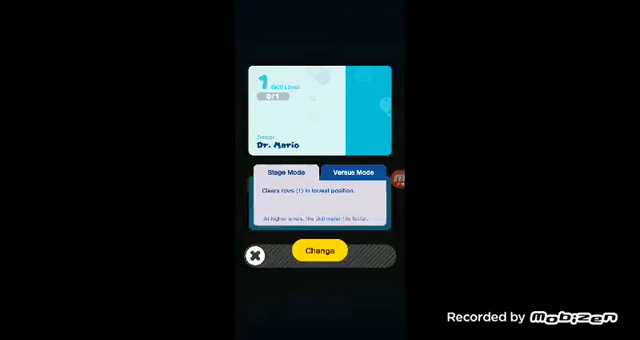 1 Skill Level
0/1
Doctor
Dr. Mario
Stage Mode
Versus Mode
Clears rows (1) in lowest position.
At higher levels, the skill meter fills faster.
Change
Recorded by MOBIZEN